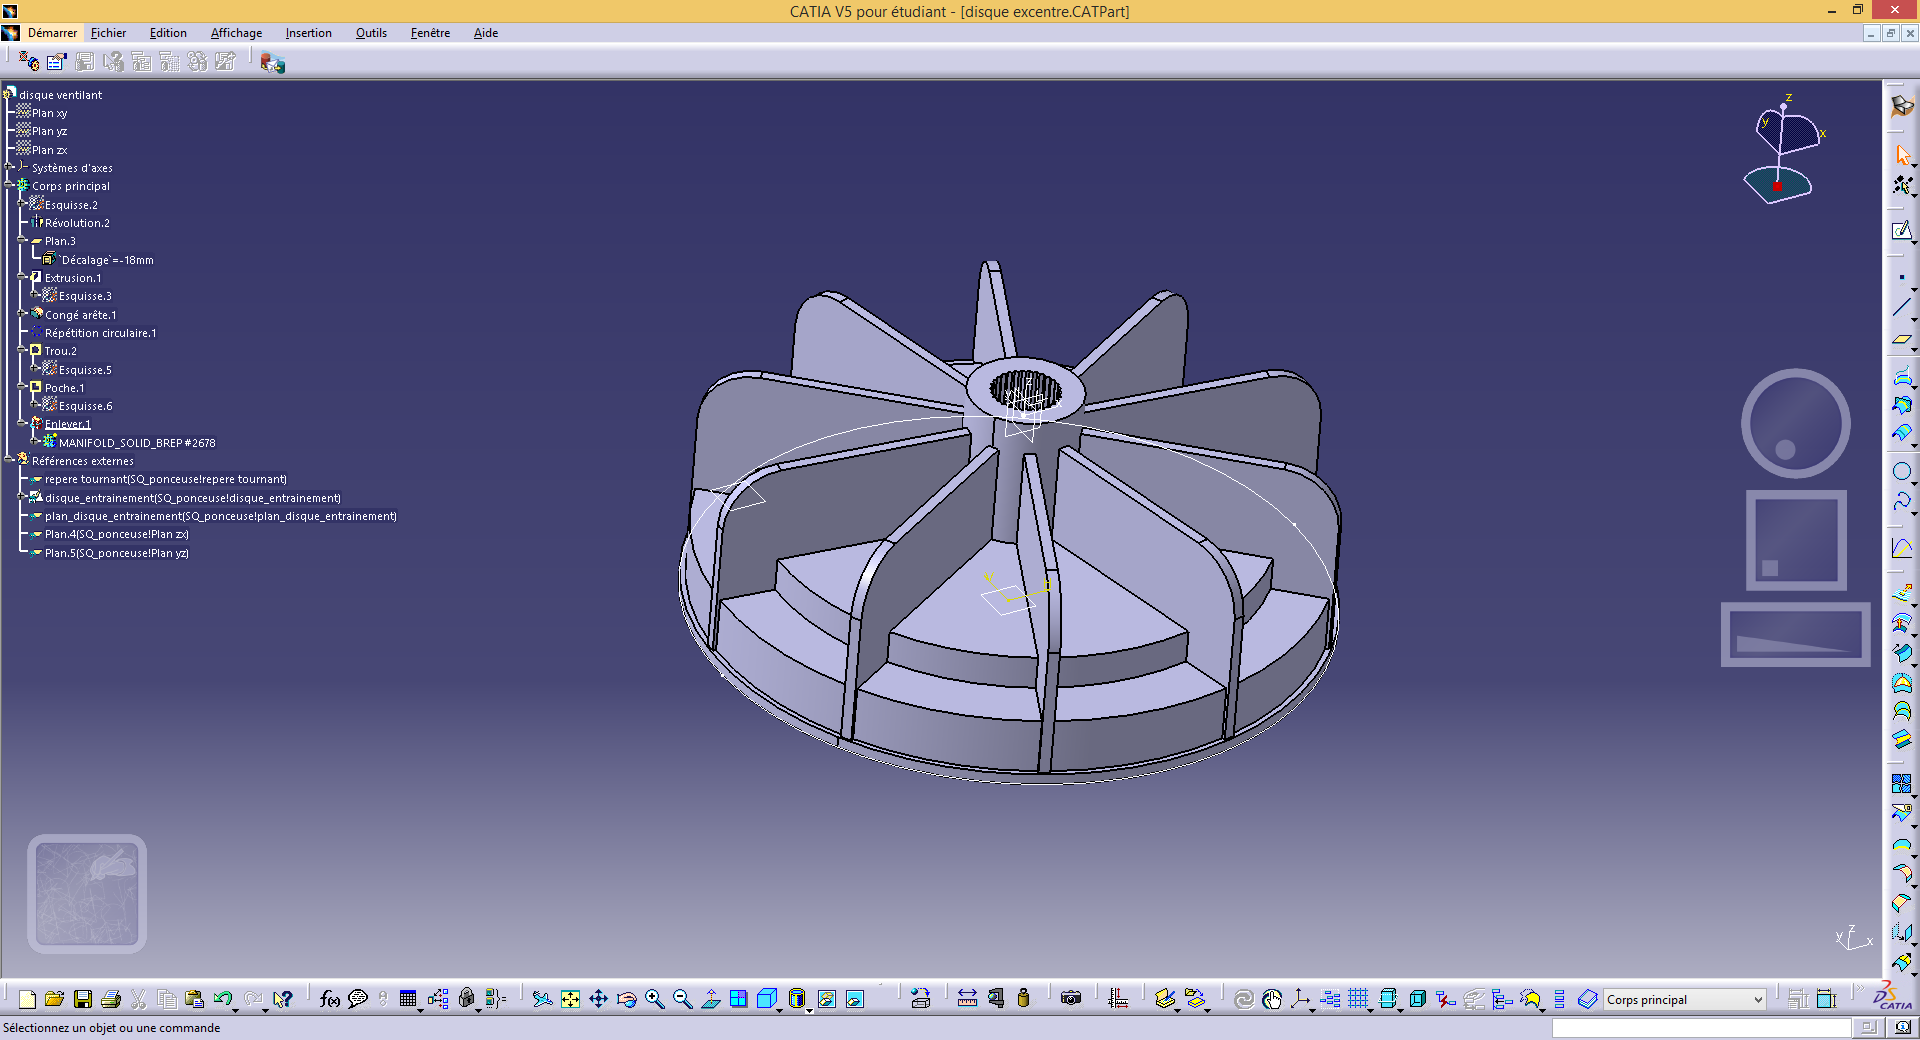 CATIA V5 pour étudiant - [disque excentre.CATPart]
Démarrer Fichier Edition Affichage Insertion Outils Fenêtre Aide
disque ventilant
Plan xy
Plan yz
Plan zx
Systèmes d'axes
Corps principal
Esquisse.2
Révolution.2
Plan.3
`Décalage`=-18mm
Extrusion.1
Esquisse.3
Congé arête.1
Répétition circulaire.1
Trou.2
Esquisse.5
Poche.1
Esquisse.6
Enlever.1
MANIFOLD_SOLID_BREP #2678
Références externes
repere tournant(SQ_ponceuse!repere tournant)
disque_entrainement(SQ_ponceuse!disque_entrainement)
plan_disque_entrainement(SQ_ponceuse!plan_disque_entrainement)
Plan.4(SQ_ponceuse!Plan zx)
Plan.5(SQ_ponceuse!Plan yz)
z
y
x
z
H
y z x
f(x)
Corps principal
CATIA
Sélectionnez un objet ou une commande